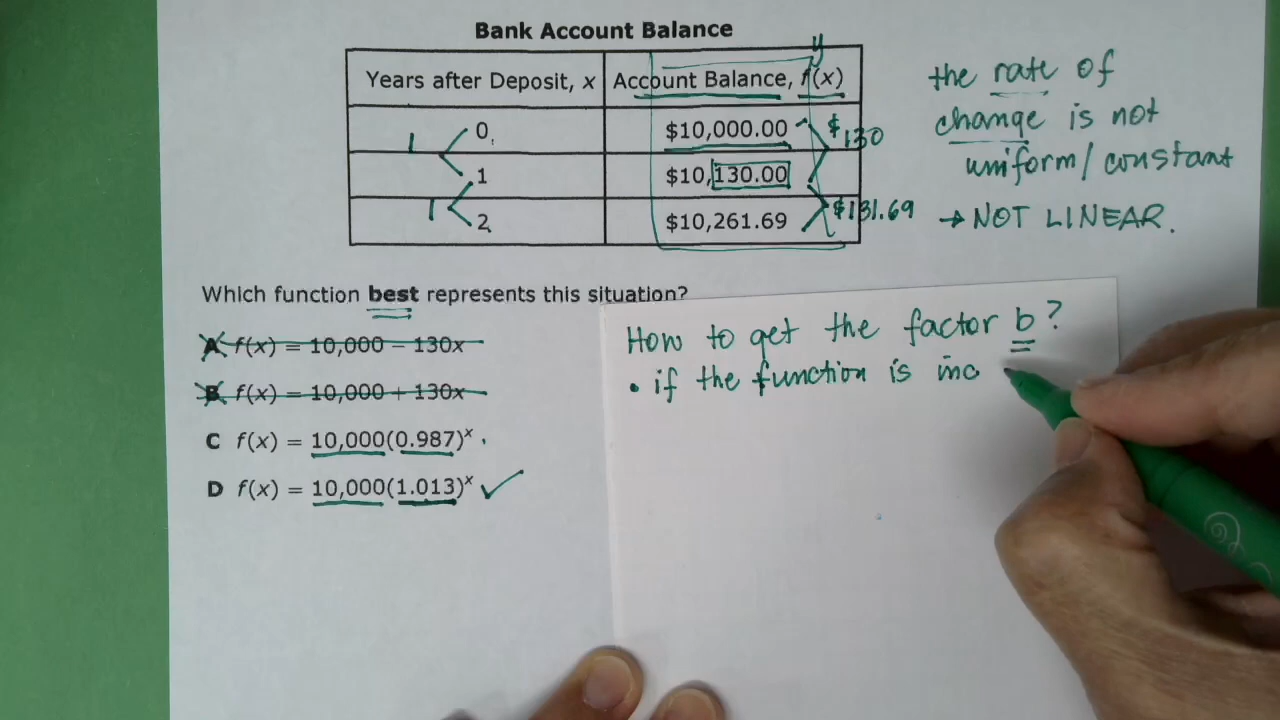 Bank Account Balance
Years after Deposit, x Account Balance, f(x) y
0 $10,000.00
1 $10,130.00
2 $10,261.69
1
1
$130
$131.69
the rate of
change is not
uniform/constant
→ NOT LINEAR.
Which function best represents this situation?
A f(x) = 10,000 − 130x
B f(x) = 10,000 + 130x
C f(x) = 10,000(0.987)ˣ
D f(x) = 10,000(1.013)ˣ ✓
How to get the factor b?
• if the function is inc